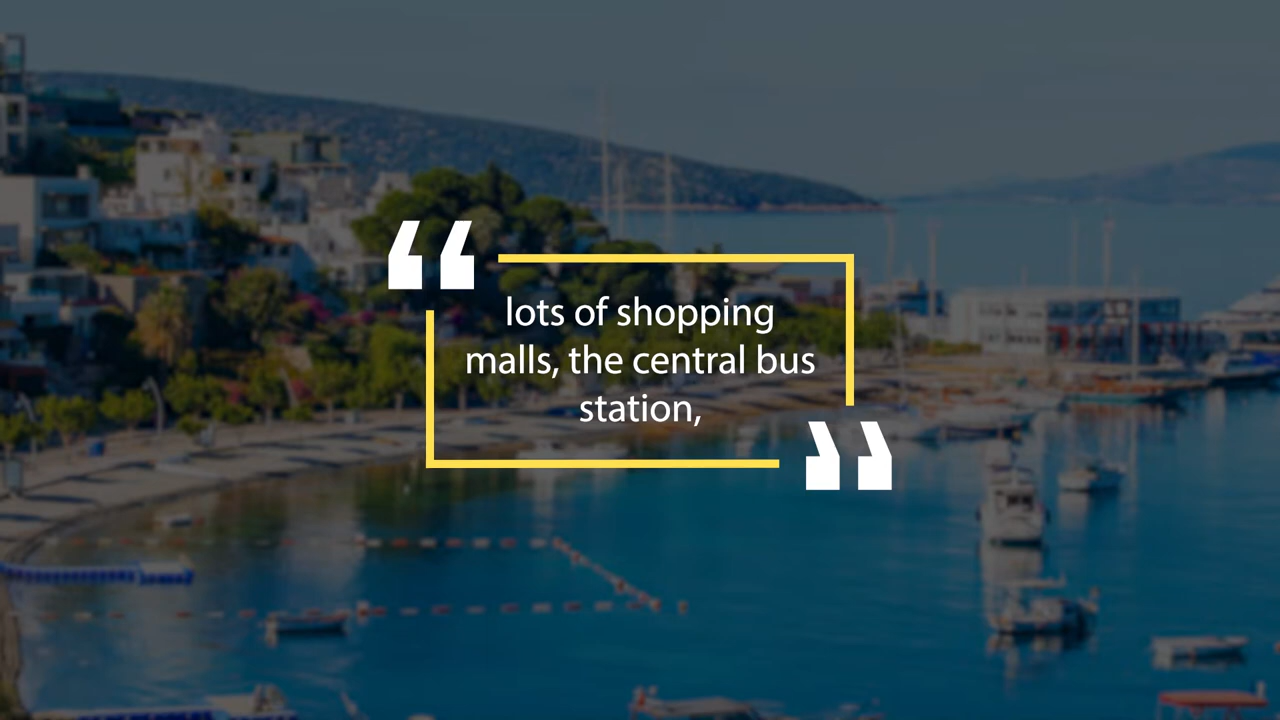 lots of shopping
malls, the central bus
station,